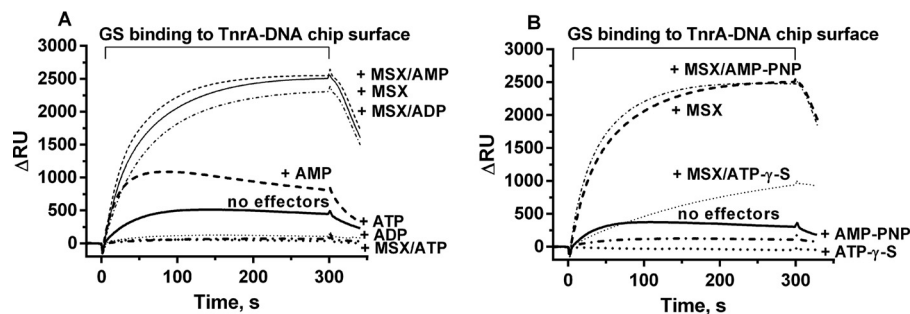 A
GS binding to TnrA-DNA chip surface
3000
2500
2000
1500
1000
500
0
ΔRU
+ MSX/AMP
+ MSX
+ MSX/ADP
+ AMP
no effectors
+ ATP
+ ADP
+ MSX/ATP
0 100 200 300
Time, s
B
GS binding to TnrA-DNA chip surface
3000
2500
2000
1500
1000
500
0
ΔRU
+ MSX/AMP-PNP
+ MSX
+ MSX/ATP-γ-S
no effectors
+ AMP-PNP
+ ATP-γ-S
0 100 200 300
Time, s